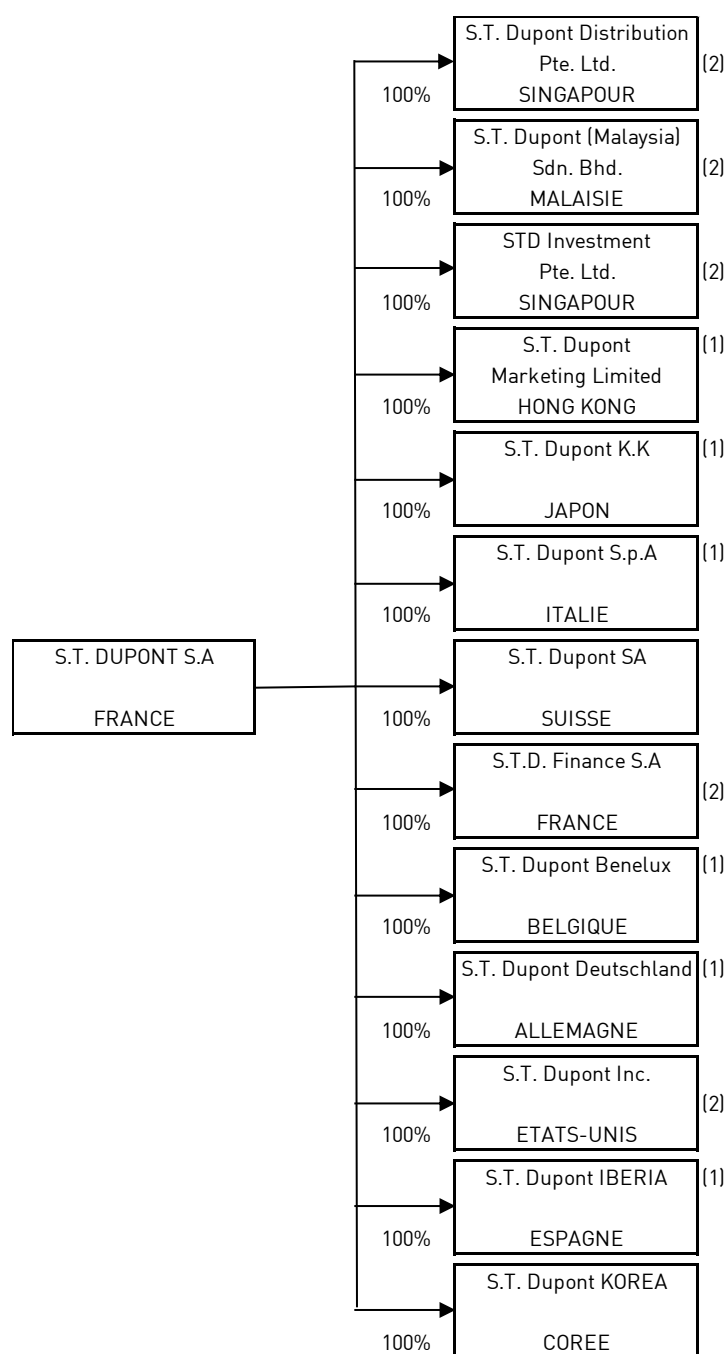 S.T. Dupont Distribution
Pte. Ltd. (2)
100% SINGAPOUR
S.T. Dupont (Malaysia)
Sdn. Bhd. (2)
100% MALAISIE
STD Investment
Pte. Ltd. (2)
100% SINGAPOUR
S.T. Dupont (1)
Marketing Limited
100% HONG KONG
S.T. Dupont K.K (1)
100% JAPON
S.T. Dupont S.p.A (1)
100% ITALIE
S.T. DUPONT S.A
FRANCE
S.T. Dupont SA
100% SUISSE
S.T.D. Finance S.A
(2)
100% FRANCE
S.T. Dupont Benelux (1)
100% BELGIQUE
S.T. Dupont Deutschland (1)
100% ALLEMAGNE
S.T. Dupont Inc.
(2)
100% ETATS-UNIS
S.T. Dupont IBERIA (1)
100% ESPAGNE
S.T. Dupont KOREA
100% COREE